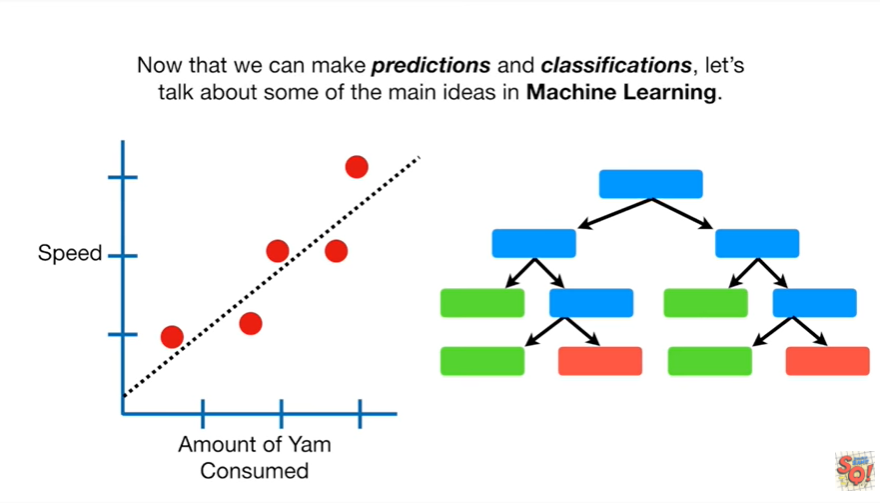 Now that we can make predictions and classifications, let's
talk about some of the main ideas in Machine Learning.
Speed
Amount of Yam
Consumed